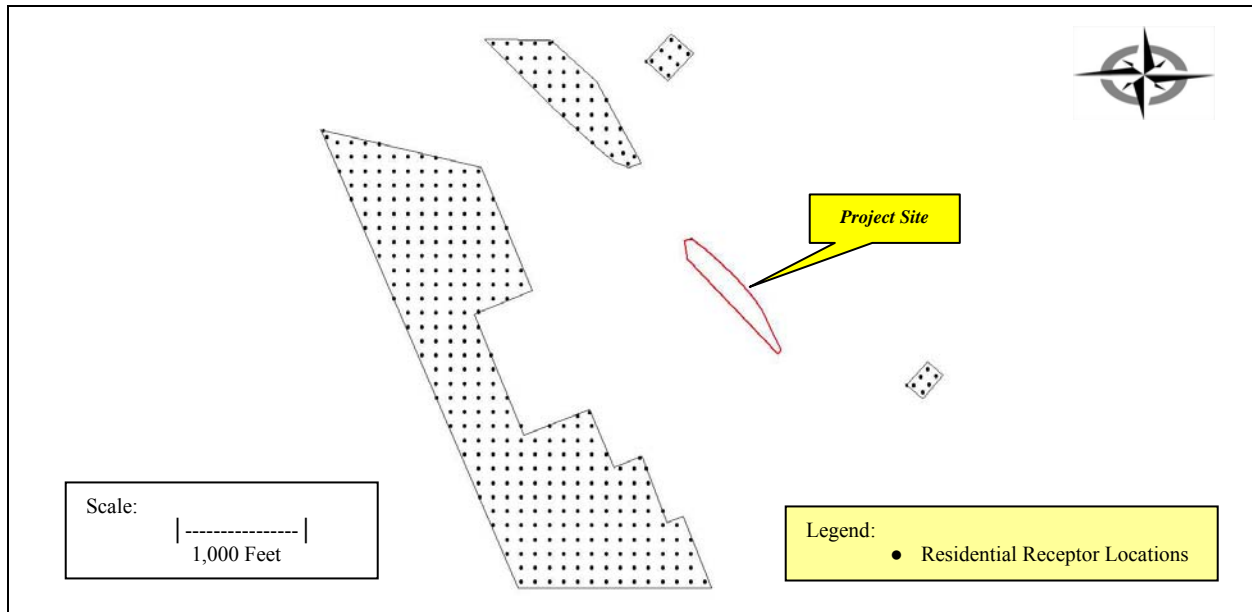 Project Site
Scale:
|----------------|
1,000 Feet
Legend:
● Residential Receptor Locations